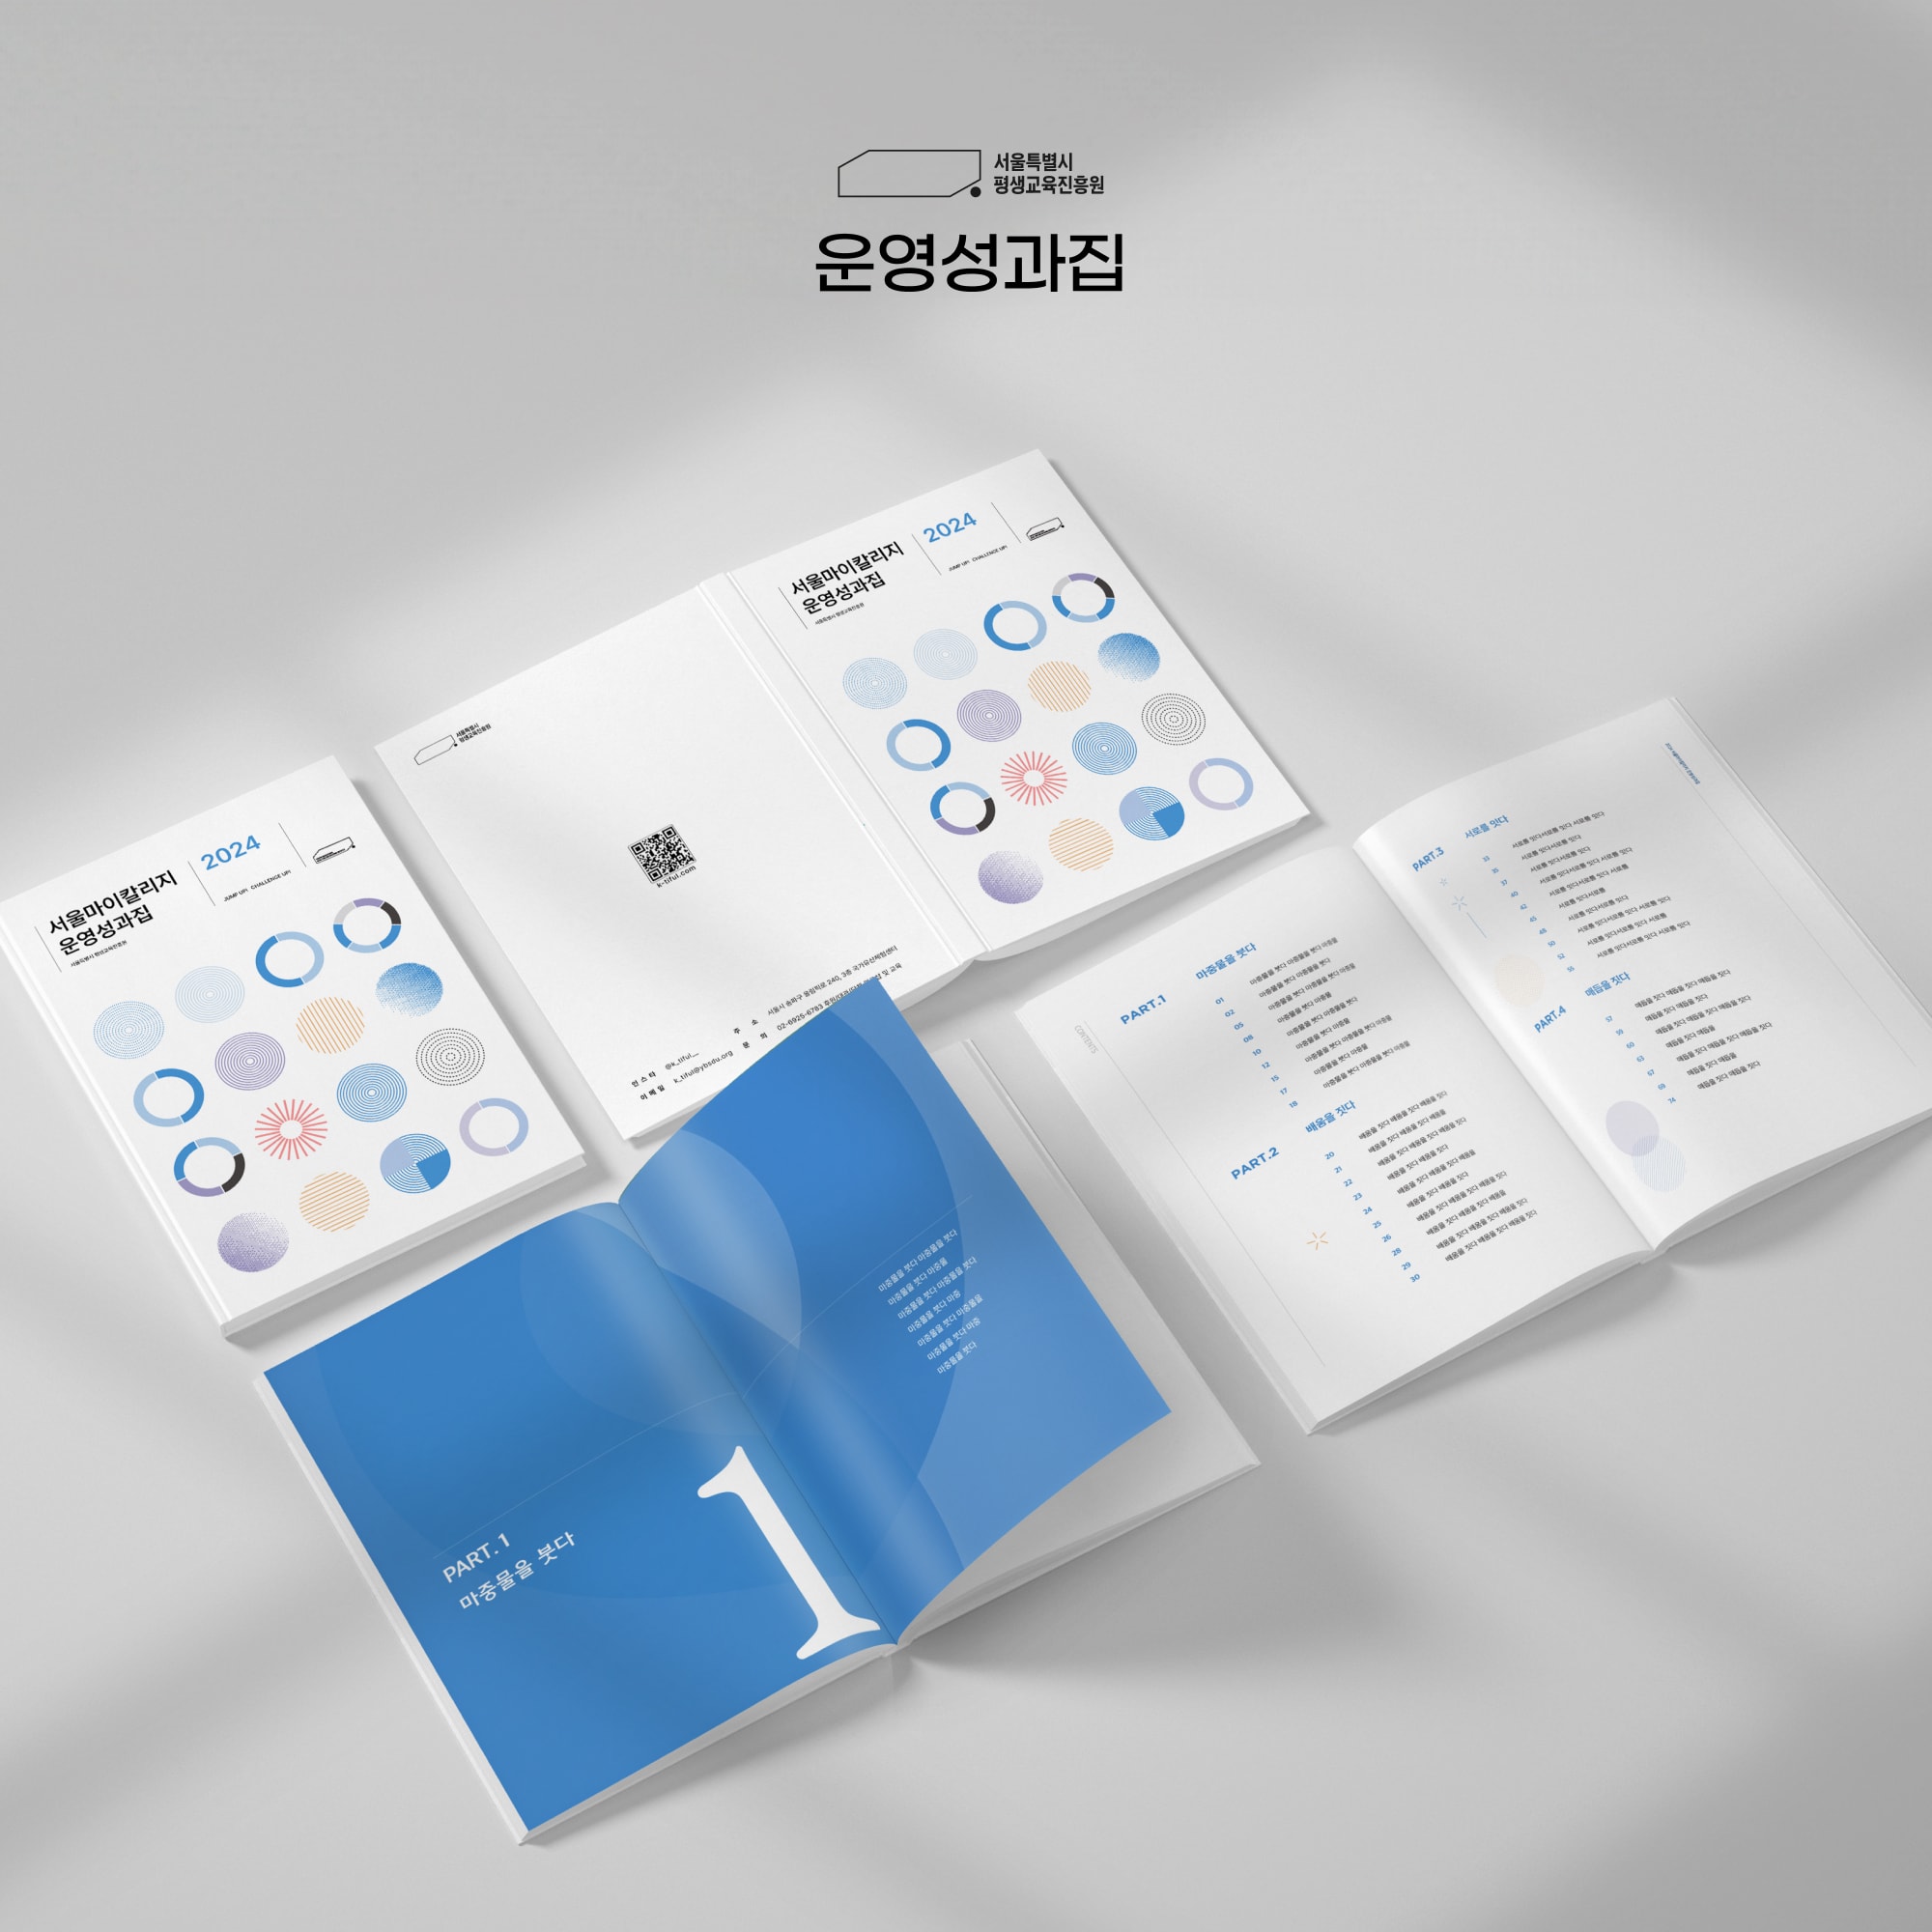 서울특별시
평생교육진흥원
운영성과집
서울마이칼리지
운영성과집
서울특별시 평생교육진흥원
2024
JUMP UP! CHALLENGE UP!
서울특별시
평생교육진흥원
k-tiful.com
인스타 @k_tiful__
이메일 k_tiful@ybsdu.org
주 소 서울시 송파구 올림픽로 240, 3층 국가유산체험센터
문 의 02-6925-6783
및 교육
서울마이칼리지
운영성과집
서울특별시 평생교육진흥원
2024
JUMP UP! CHALLENGE UP!
PART.1
마중물을 붓다
1
마중물을 붓다 마중물을 붓다
마중물을 붓다 마중물
마중물을 붓다 마중물을 붓다
마중물을 붓다 마중
마중물을 붓다 마중물을
마중물을 붓다 마중
마중물을 붓다
PART.1
마중물을 붓다
01 마중물을 붓다 마중물을 붓다 마중물
02 마중물을 붓다 마중물을 붓다
05 마중물을 붓다 마중물을 붓다 마중물
08 마중물을 붓다 마중물
10 마중물을 붓다 마중물을 붓다
12 마중물을 붓다 마중물
15 마중물을 붓다 마중물을 붓다 마중물
17 마중물을 붓다 마중물
18 마중물을 붓다 마중물을 붓다 마중물
PART.2
배움을 짓다
20 배움을 짓다 배움을 짓다 배움을 짓다
21 배움을 짓다 배움을 짓다 배움을
22 배움을 짓다 배움을 짓다 배움을 짓다
23 배움을 짓다 배움을 짓다
24 배움을 짓다 배움을 짓다 배움을
25 배움을 짓다 배움을 짓다
26 배움을 짓다 배움을 짓다 배움을 짓다
28 배움을 짓다 배움을 짓다 배움을
29 배움을 짓다 배움을 짓다 배움을 짓다
30 배움을 짓다 배움을 짓다 배움을 짓다
PART.3
서로를 잇다
33 서로를 잇다서로를 잇다 서로를 잇다
35 서로를 잇다서로를 잇다
37 서로를 잇다서로를 잇다
40 서로를 잇다서로를 잇다 서로를 잇다
42 서로를 잇다서로를 잇다 서로를
45 서로를 잇다서로를
48 서로를 잇다서로를 잇다
50 서로를 잇다서로를 잇다 서로를 잇다
52 서로를 잇다서로를 잇다 서로를
55 서로를 잇다서로를 잇다 서로를 잇다
PART.4
매듭을 짓다
57 매듭을 짓다 매듭을 짓다 매듭을 짓다
59 매듭을 짓다 매듭을 짓다
60 매듭을 짓다 매듭을 짓다 매듭을 짓다
63 매듭을 짓다 매듭을
67 매듭을 짓다 매듭을 짓다 매듭을 짓다
69 매듭을 짓다 매듭을
74 매듭을 짓다 매듭을 짓다